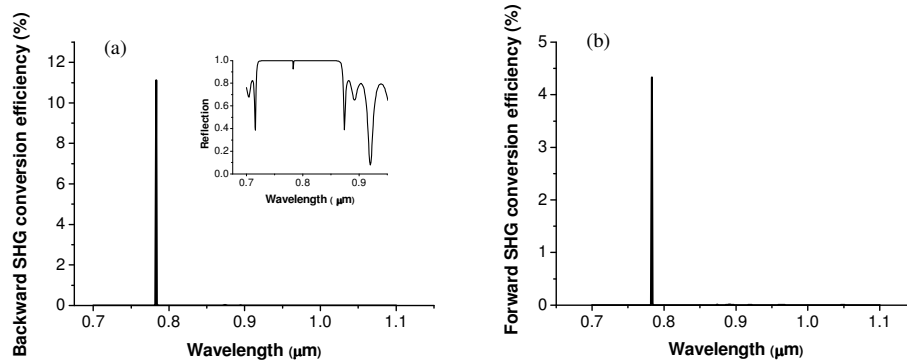 (a)
Backward SHG conversion efficiency (%)
12
10
8
6
4
2
0
0.7 0.8 0.9 1.0 1.1
Wavelength (μm)
Reflection
1.0
0.8
0.6
0.4
0.2
0.0
0.7 0.8 0.9
Wavelength ( μm)
(b)
Forward SHG conversion efficiency (%)
5
4
3
2
1
0
0.7 0.8 0.9 1.0 1.1
Wavelength (μm)